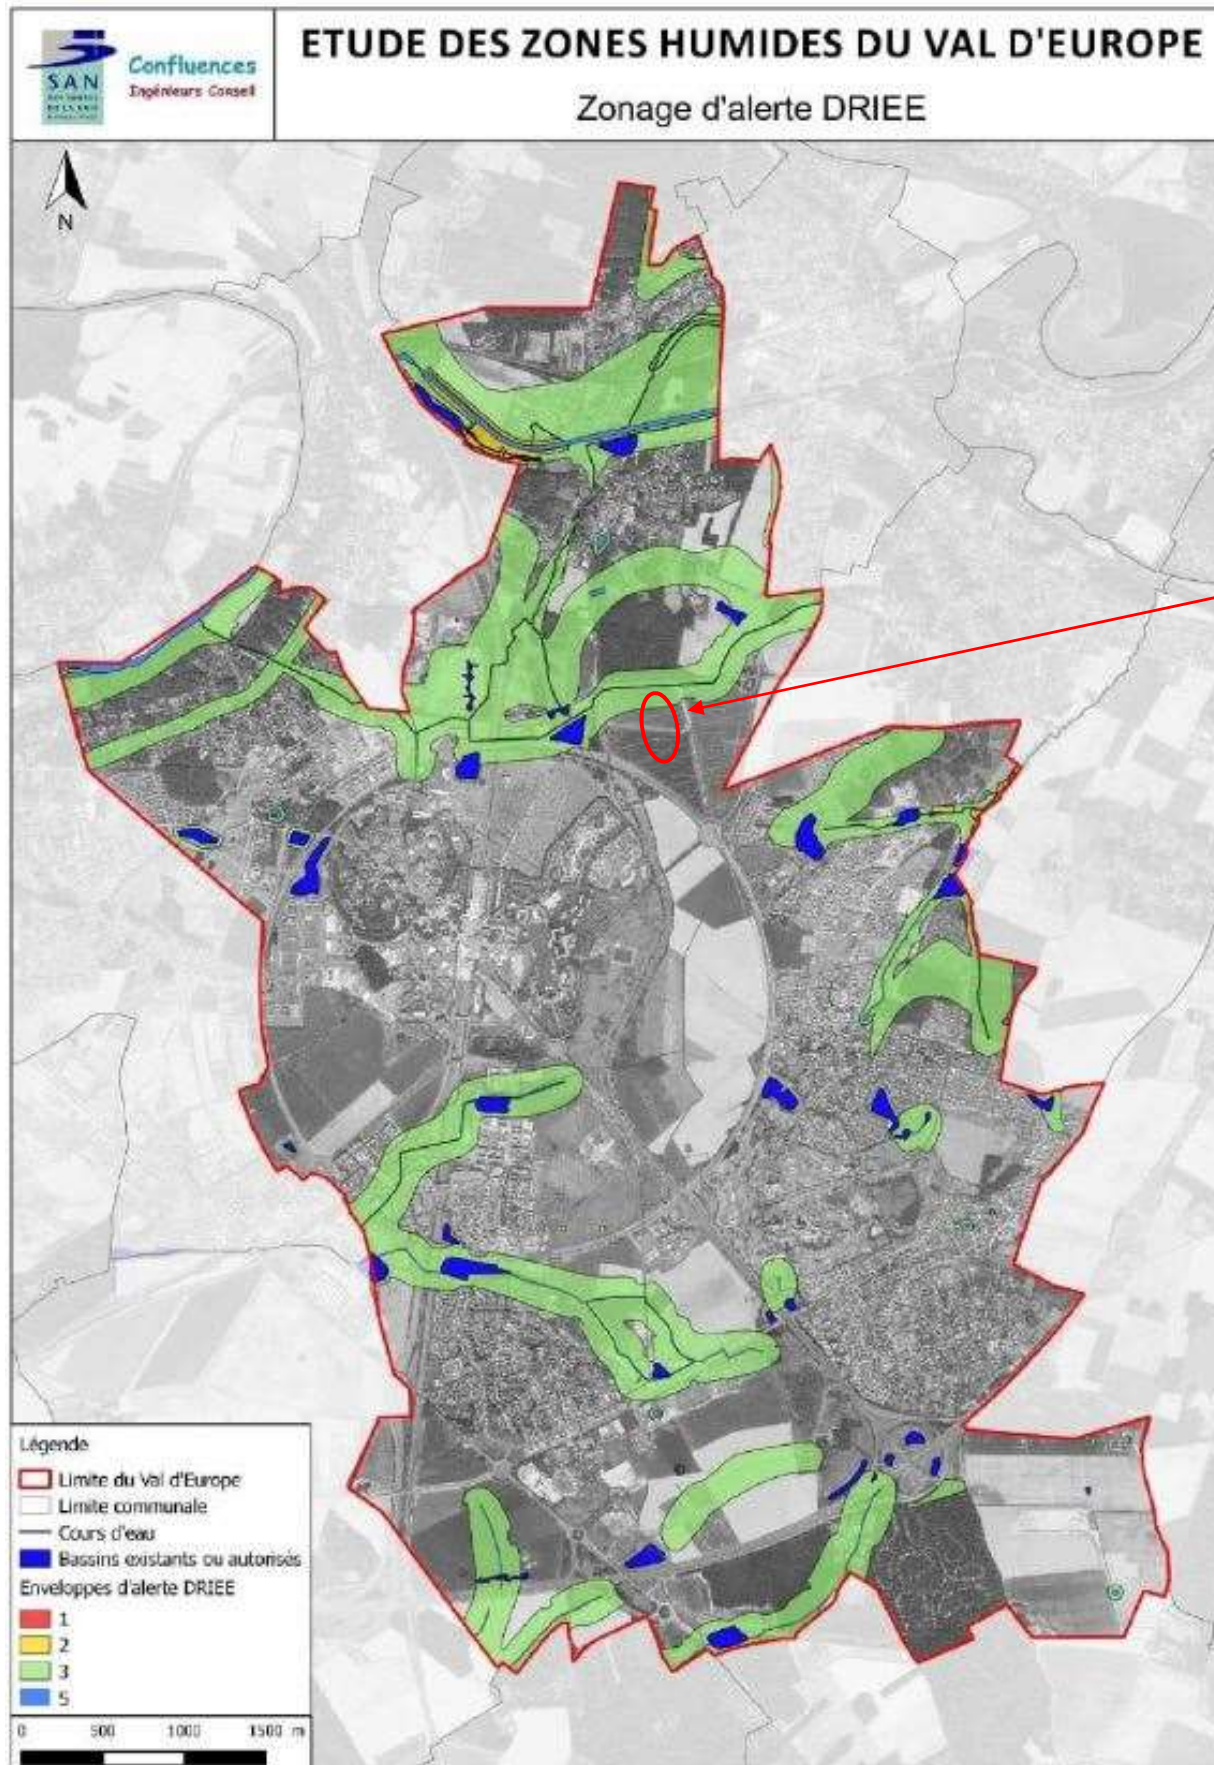 ETUDE DES ZONES HUMIDES DU VAL D'EUROPE
Zonage d'alerte DRIEE
SAN
Confluences
Ingénieurs Conseil
N
Légende
Limite du Val d'Europe
Limite communale
Cours d'eau
Bassins existants ou autorisés
Enveloppes d'alerte DRIEE
1
2
3
5
0 500 1000 1500 m